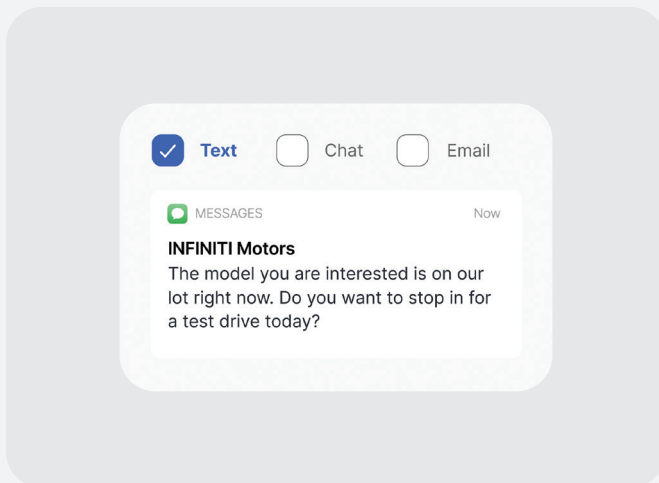 Text Chat Email
MESSAGES Now
INFINITI Motors
The model you are interested is on our
lot right now. Do you want to stop in for
a test drive today?